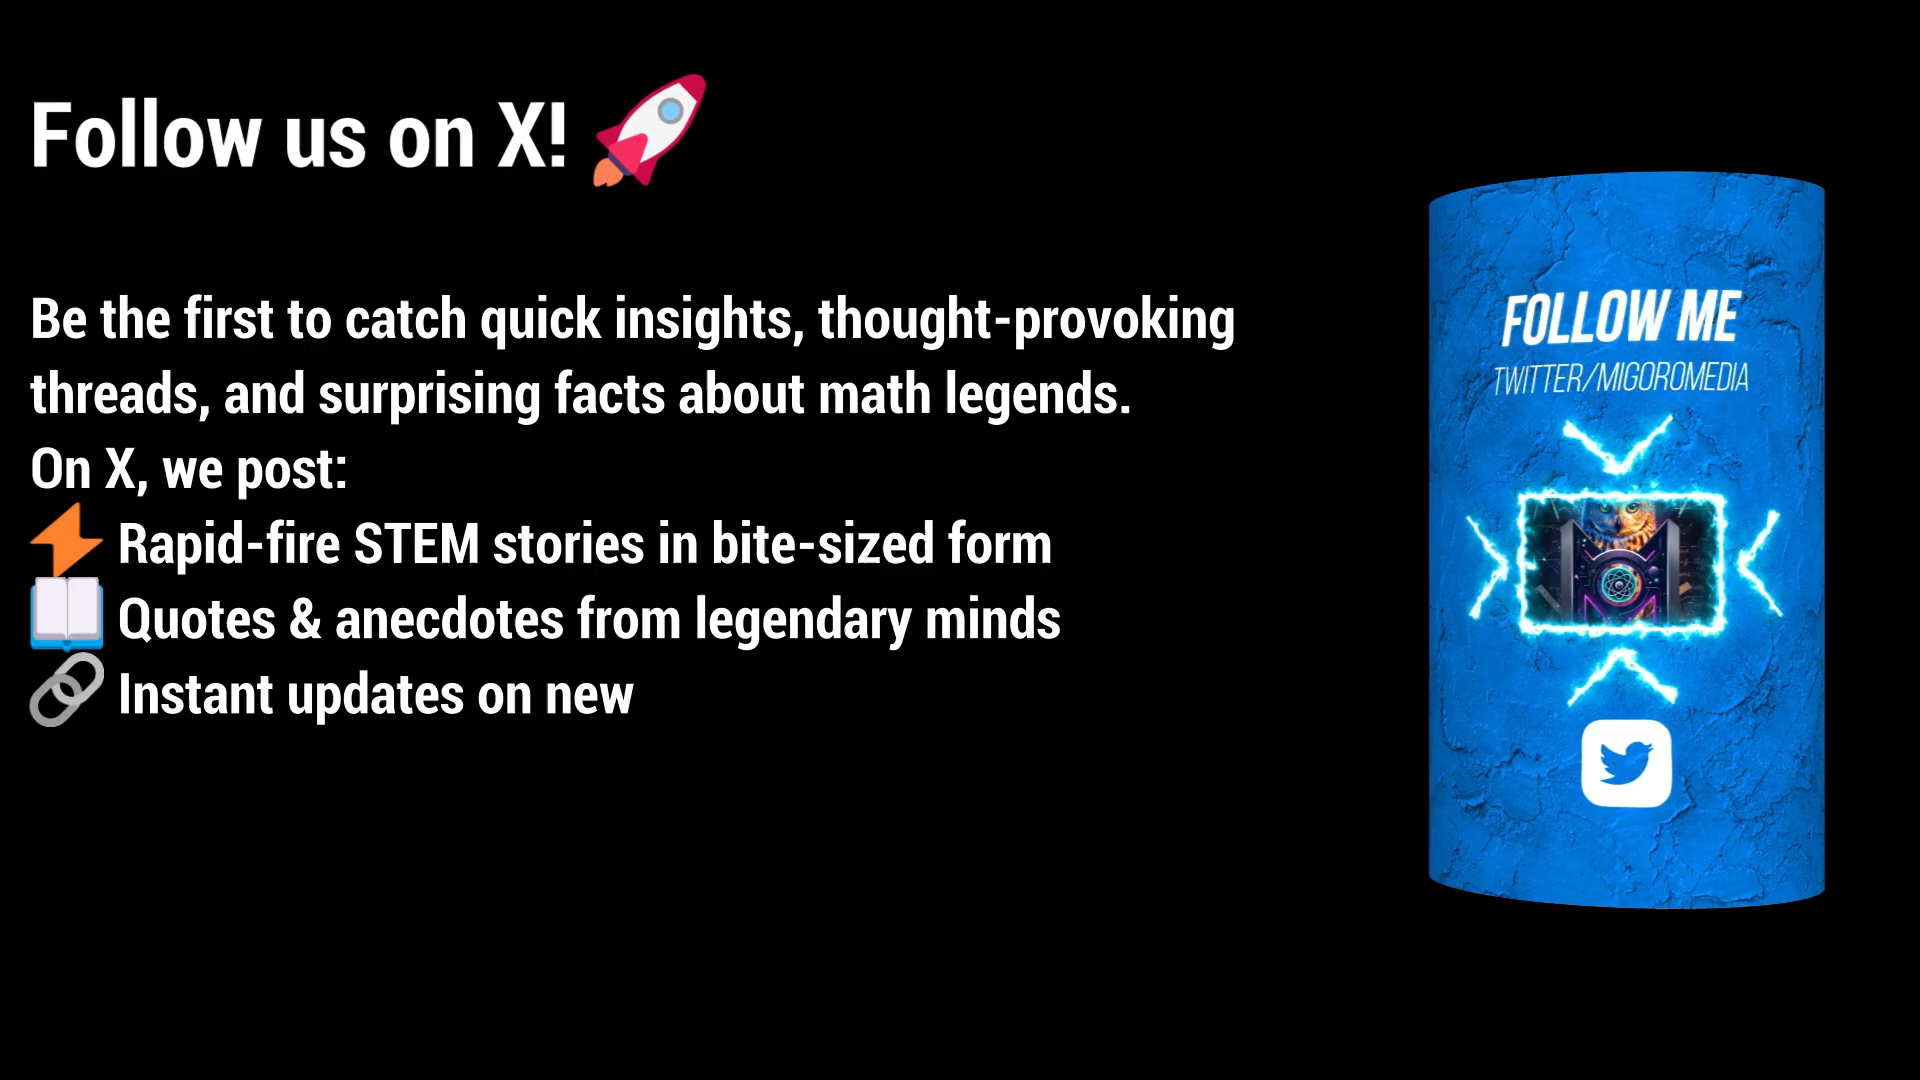 Follow us on X! 🚀
Be the first to catch quick insights, thought-provoking
threads, and surprising facts about math legends.
On X, we post:
⚡ Rapid-fire STEM stories in bite-sized form
📖 Quotes & anecdotes from legendary minds
🔗 Instant updates on new
FOLLOW ME
TWITTER/MIGOROMEDIA